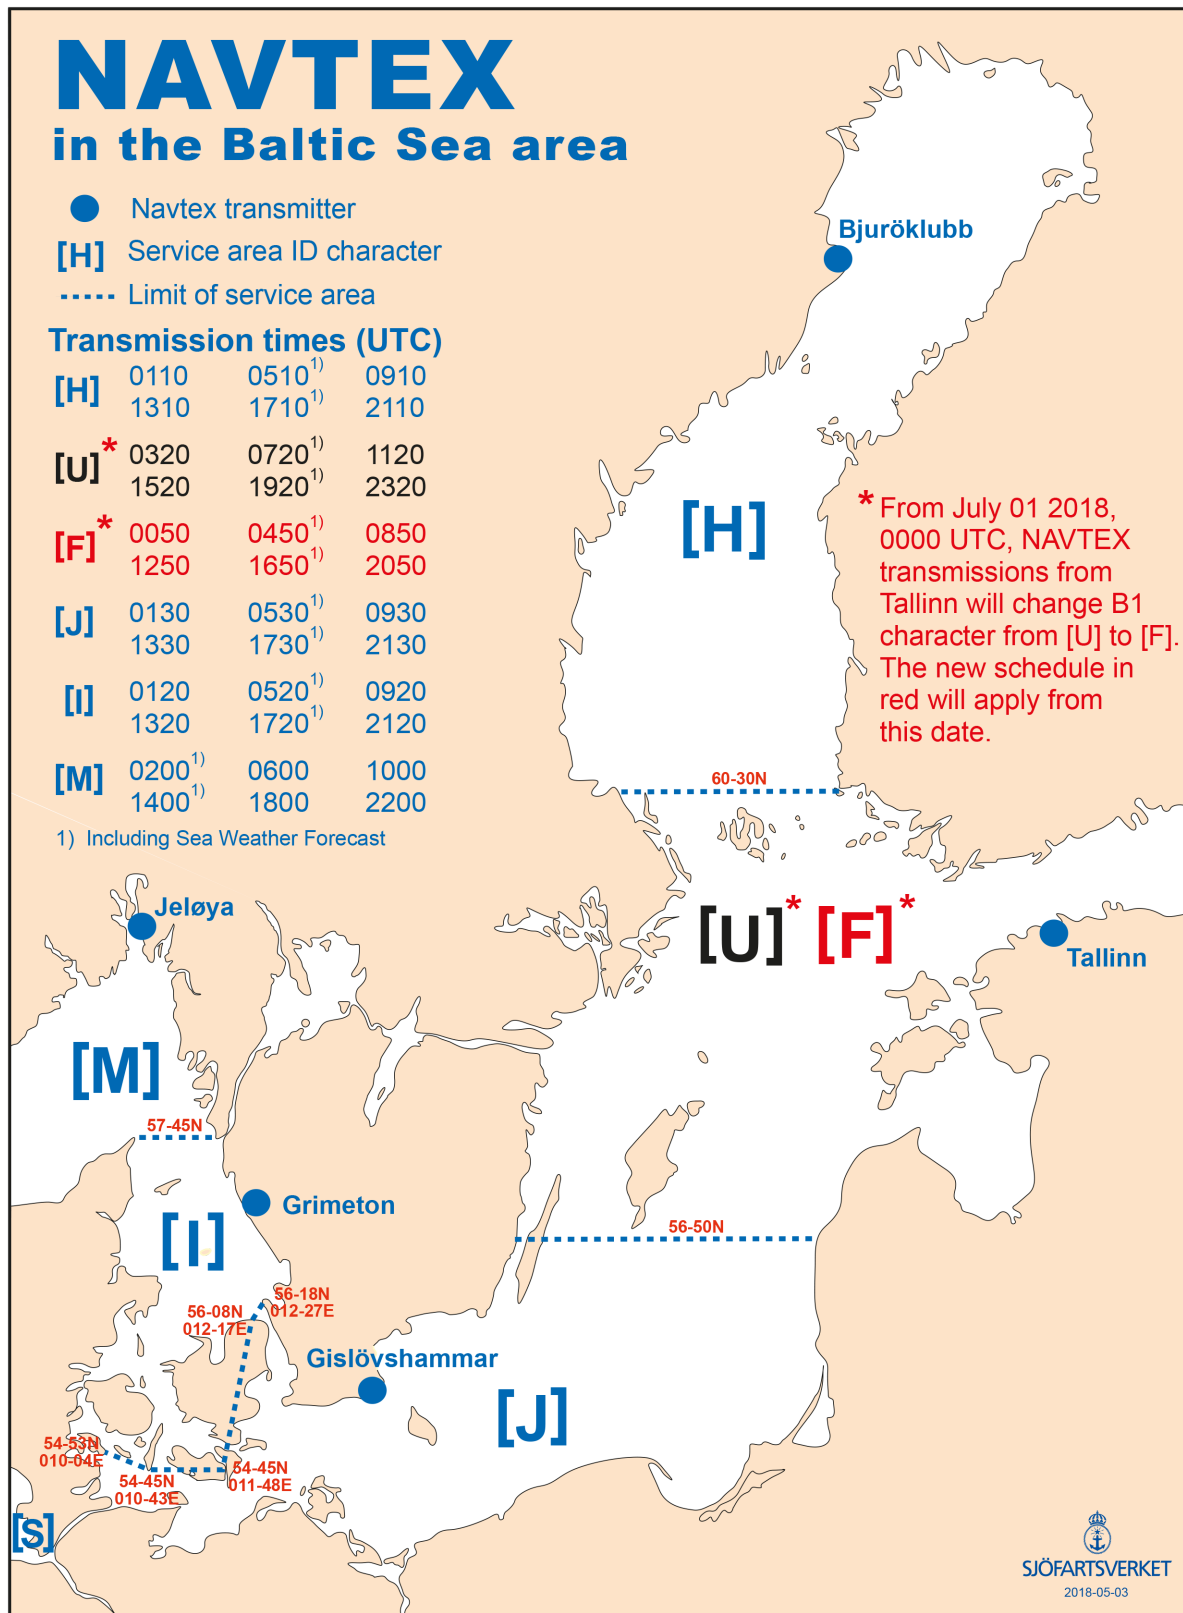 NAVTEX
in the Baltic Sea area
Navtex transmitter
[H] Service area ID character
Limit of service area
Transmission times (UTC)
[H] 0110 0510 1) 0910
1310 1710 1) 2110
[U]* 0320 0720 1) 1120
1520 1920 1) 2320
[F]* 0050 0450 1) 0850
1250 1650 1) 2050
[J] 0130 0530 1) 0930
1330 1730 1) 2130
[I] 0120 0520 1) 0920
1320 1720 1) 2120
[M] 0200 1) 0600 1000
1400 1) 1800 2200
1) Including Sea Weather Forecast
Bjuröklubb
[H]
* From July 01 2018,
0000 UTC, NAVTEX
transmissions from
Tallinn will change B1
character from [U] to [F].
The new schedule in
red will apply from
this date.
60-30N
Jeløya
[U]* [F]*
Tallinn
[M]
57-45N
Grimeton
[I]
56-50N
56-18N
012-27E
56-08N
012-17E
Gislövshammar
[J]
54-53N
010-04E
54-45N
010-43E
54-45N
011-48E
[S]
SJÖFARTSVERKET
2018-05-03